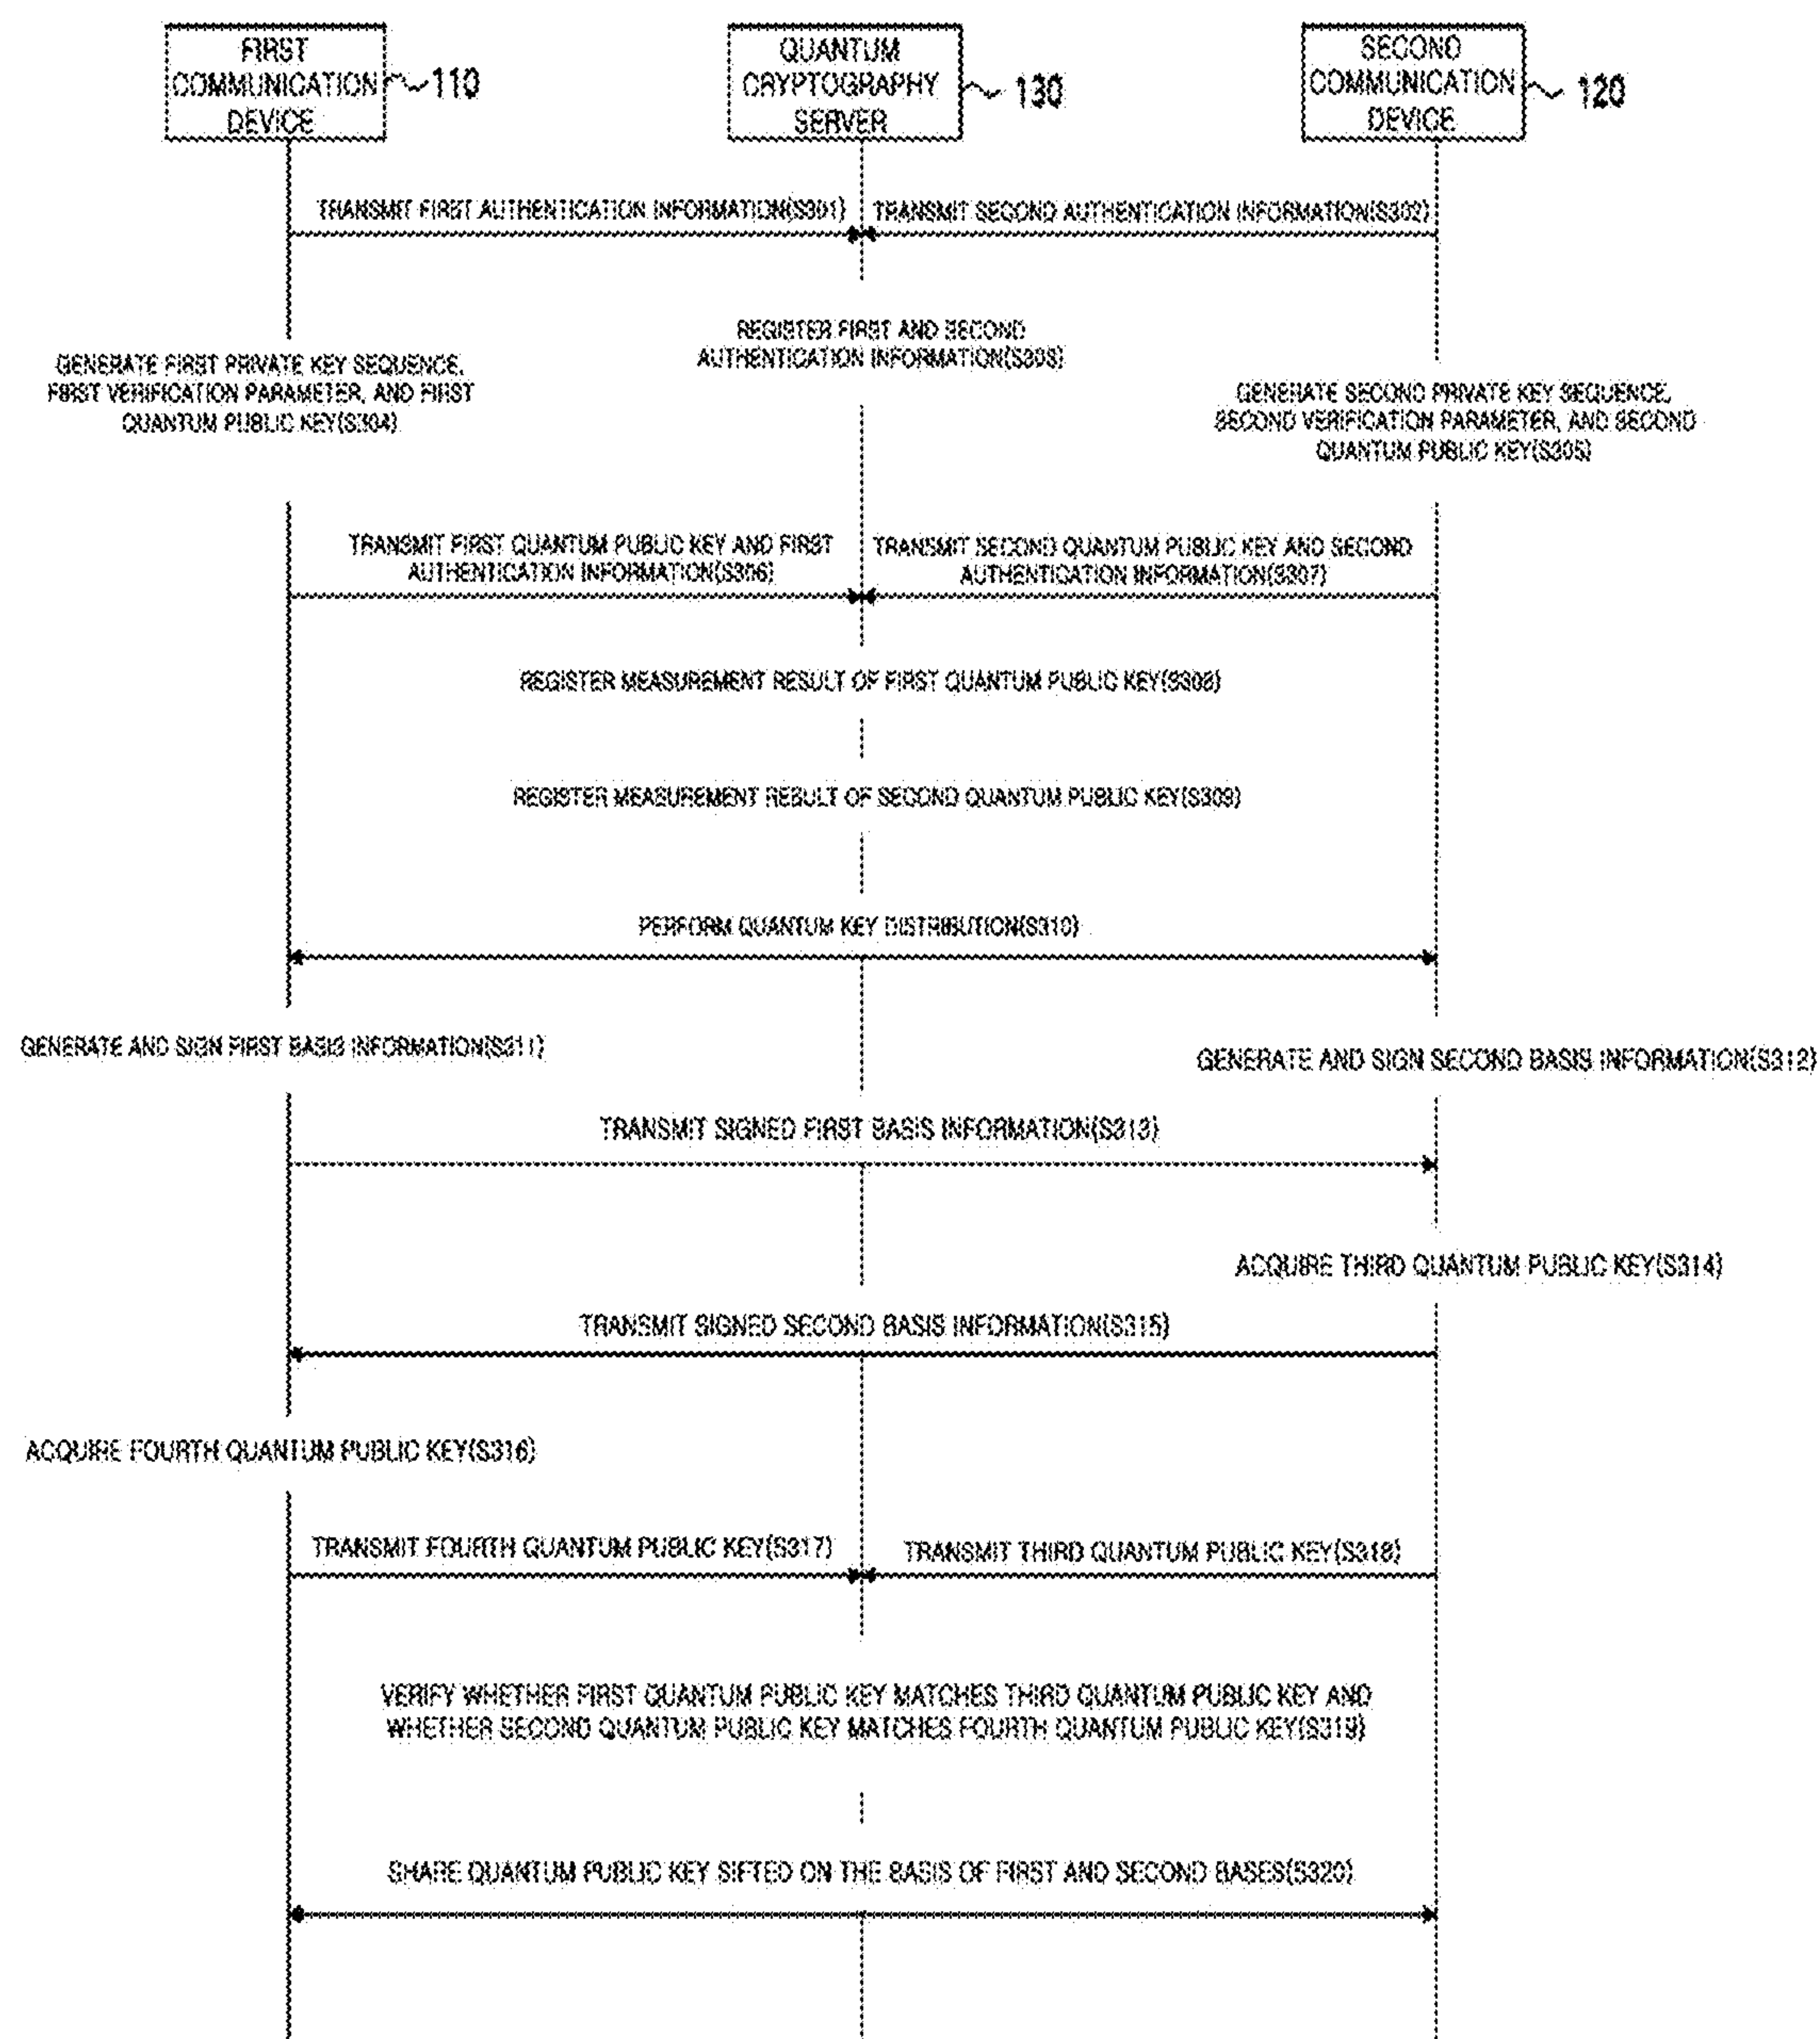 FIRST
COMMUNICATION
DEVICE
110
QUANTUM
CRYPTOGRAPHY
SERVER
130
SECOND
COMMUNICATION
DEVICE
120
TRANSMIT FIRST AUTHENTICATION INFORMATION(S301)
TRANSMIT SECOND AUTHENTICATION INFORMATION(S302)
REGISTER FIRST AND SECOND
AUTHENTICATION INFORMATION(S303)
GENERATE FIRST PRIVATE KEY SEQUENCE,
FIRST VERIFICATION PARAMETER, AND FIRST
QUANTUM PUBLIC KEY(S304)
GENERATE SECOND PRIVATE KEY SEQUENCE,
SECOND VERIFICATION PARAMETER, AND SECOND
QUANTUM PUBLIC KEY(S305)
TRANSMIT FIRST QUANTUM PUBLIC KEY AND FIRST
AUTHENTICATION INFORMATION(S306)
TRANSMIT SECOND QUANTUM PUBLIC KEY AND SECOND
AUTHENTICATION INFORMATION(S307)
REGISTER MEASUREMENT RESULT OF FIRST QUANTUM PUBLIC KEY(S308)
REGISTER MEASUREMENT RESULT OF SECOND QUANTUM PUBLIC KEY(S309)
PERFORM QUANTUM KEY DISTRIBUTION(S310)
GENERATE AND SIGN FIRST BASIS INFORMATION(S311)
GENERATE AND SIGN SECOND BASIS INFORMATION(S312)
TRANSMIT SIGNED FIRST BASIS INFORMATION(S313)
ACQUIRE THIRD QUANTUM PUBLIC KEY(S314)
TRANSMIT SIGNED SECOND BASIS INFORMATION(S315)
ACQUIRE FOURTH QUANTUM PUBLIC KEY(S316)
TRANSMIT FOURTH QUANTUM PUBLIC KEY(S317)
TRANSMIT THIRD QUANTUM PUBLIC KEY(S318)
VERIFY WHETHER FIRST QUANTUM PUBLIC KEY MATCHES THIRD QUANTUM PUBLIC KEY AND
WHETHER SECOND QUANTUM PUBLIC KEY MATCHES FOURTH QUANTUM PUBLIC KEY(S319)
SHARE QUANTUM PUBLIC KEY SIFTED ON THE BASIS OF FIRST AND SECOND BASES(S320)